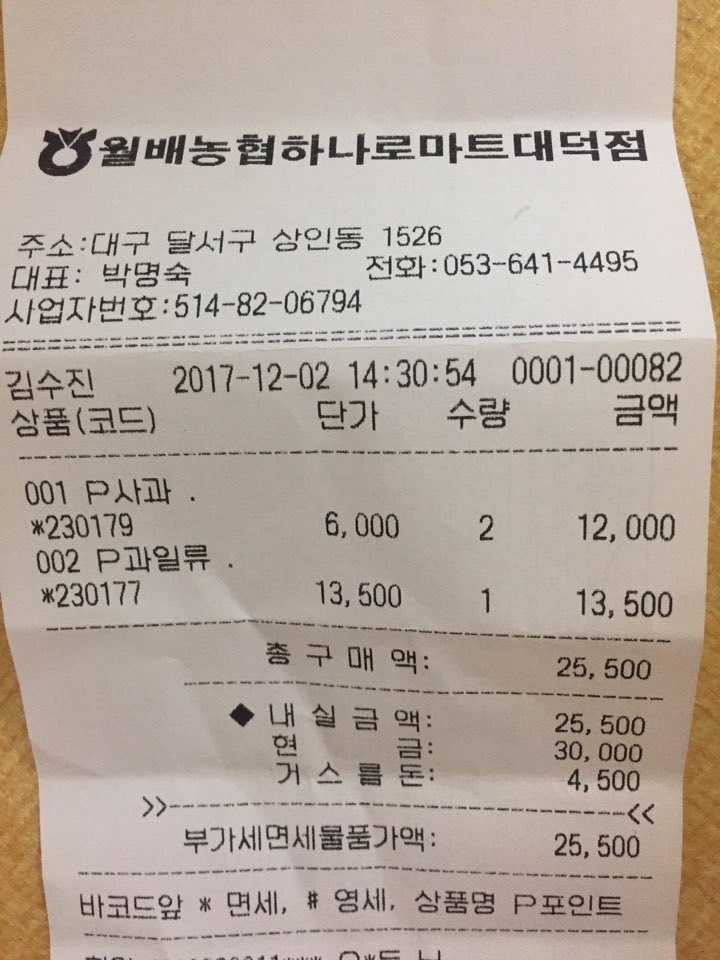 월배농협하나로마트대덕점
주소:대구 달서구 상인동 1526
대표: 박명숙 전화:053-641-4495
사업자번호:514-82-06794
김수진 2017-12-02 14:30:54 0001-00082
상품(코드) 단가 수량 금액
001 P사과 .
*230179 6,000 2 12,000
002 P과일류 .
*230177 13,500 1 13,500
총 구 매 액: 25,500
◆ 내 실 금 액: 25,500
현 금: 30,000
거 스 름 돈: 4,500
>>------<<
부가세면세물품가액: 25,500
바코드앞 * 면세, # 영세, 상품명 P포인트